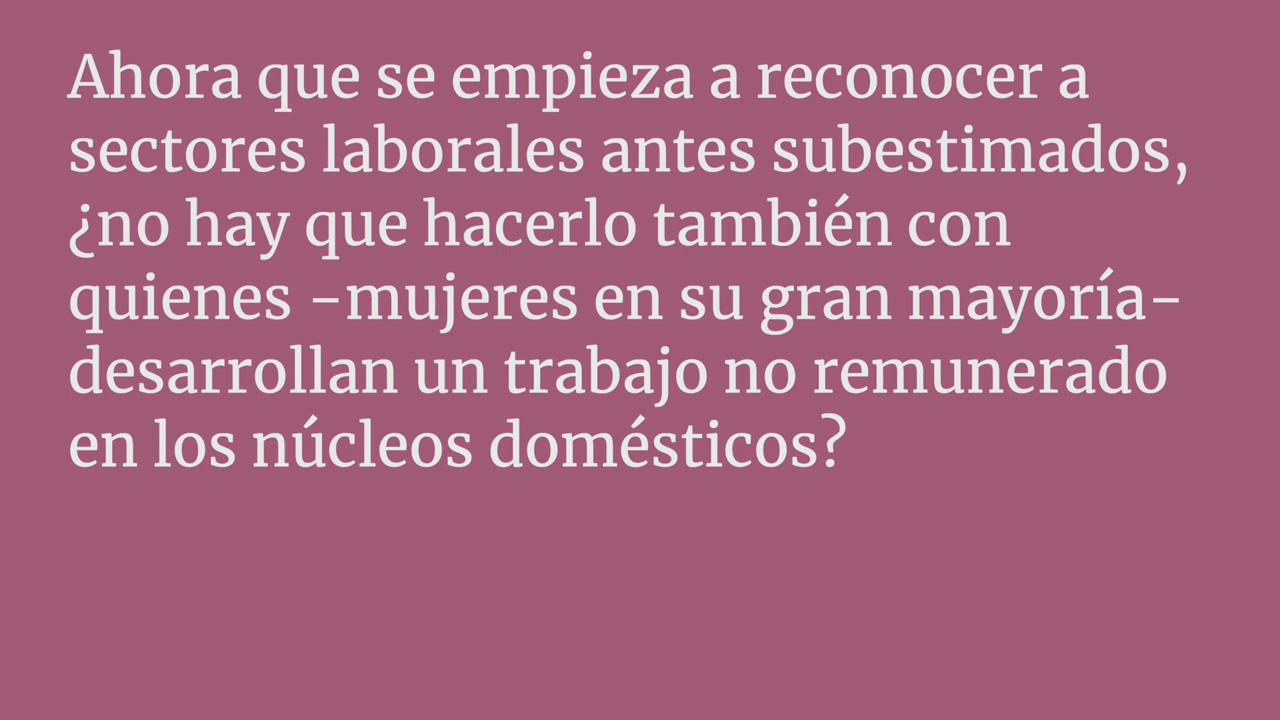 Ahora que se empieza a reconocer a
sectores laborales antes subestimados,
¿no hay que hacerlo también con
quienes –mujeres en su gran mayoría–
desarrollan un trabajo no remunerado
en los núcleos domésticos?